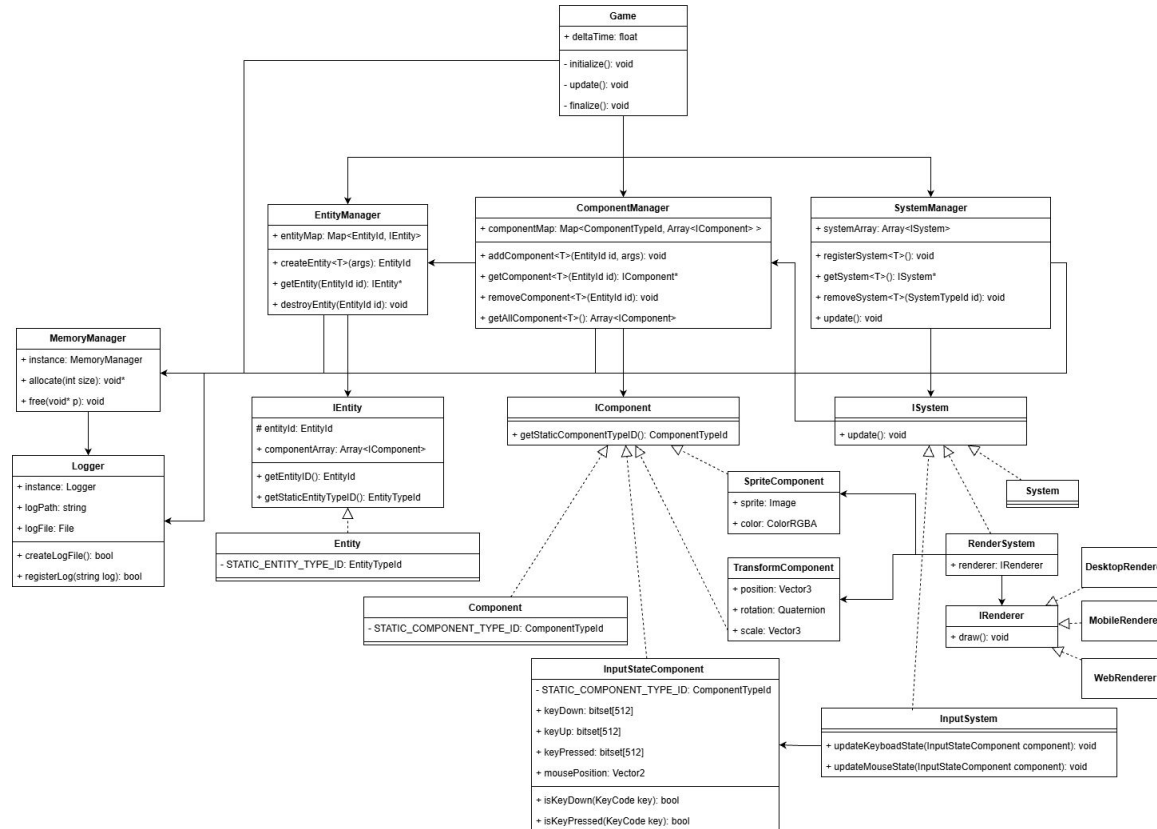 Game
+ deltaTime: float
- initialize(): void
- update(): void
- finalize(): void
EntityManager
+ entityMap: Map<EntityId, IEntity>
+ createEntity<T>(args): EntityId
+ getEntity(EntityId id): IEntity*
+ destroyEntity(EntityId id): void
ComponentManager
+ componentMap: Map<ComponentTypeId, Array<IComponent> >
+ addComponent<T>(EntityId id, args): void
+ getComponent<T>(EntityId id): IComponent*
+ removeComponent<T>(EntityId id): void
+ getAllComponent<T>(): Array<IComponent>
SystemManager
+ systemArray: Array<ISystem>
+ registerSystem<T>(): void
+ getSystem<T>(): ISystem*
+ removeSystem<T>(SystemTypeId id): void
+ update(): void
MemoryManager
+ instance: MemoryManager
+ allocate(int size): void*
+ free(void* p): void
Logger
+ instance: Logger
+ logPath: string
+ logFile: File
+ createLogFile(): bool
+ registerLog(string log): bool
IEntity
# entityId: EntityId
+ componentArray: Array<IComponent>
+ getEntityID(): EntityId
+ getStaticEntityTypeID(): EntityTypeId
Entity
- STATIC_ENTITY_TYPE_ID: EntityTypeId
IComponent
+ getStaticComponentTypeID(): ComponentTypeId
ISystem
+ update(): void
SpriteComponent
+ sprite: Image
+ color: ColorRGBA
System
TransformComponent
+ position: Vector3
+ rotation: Quaternion
+ scale: Vector3
RenderSystem
+ renderer: IRenderer
IRenderer
+ draw(): void
DesktopRendere
MobileRendere
WebRenderer
Component
- STATIC_COMPONENT_TYPE_ID: ComponentTypeId
InputStateComponent
- STATIC_COMPONENT_TYPE_ID: ComponentTypeId
+ keyDown: bitset[512]
+ keyUp: bitset[512]
+ keyPressed: bitset[512]
+ mousePosition: Vector2
+ isKeyDown(KeyCode key): bool
+ isKeyPressed(KeyCode key): bool
InputSystem
+ updateKeyboadState(InputStateComponent component): void
+ updateMouseState(InputStateComponent component): void